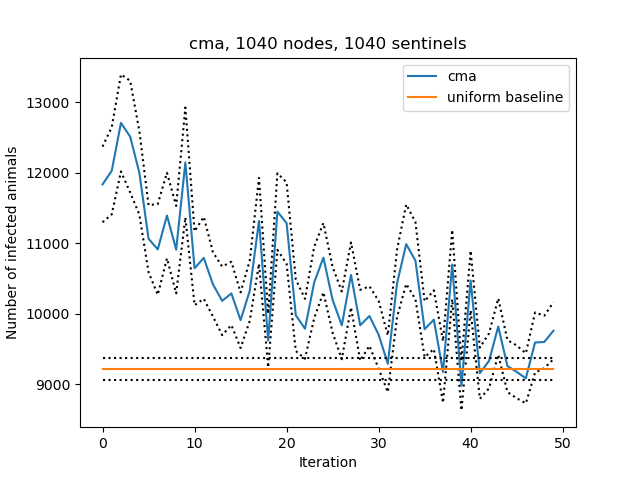 cma, 1040 nodes, 1040 sentinels
cma
uniform baseline
Number of infected animals
13000
12000
11000
10000
9000
0 10 20 30 40 50
Iteration